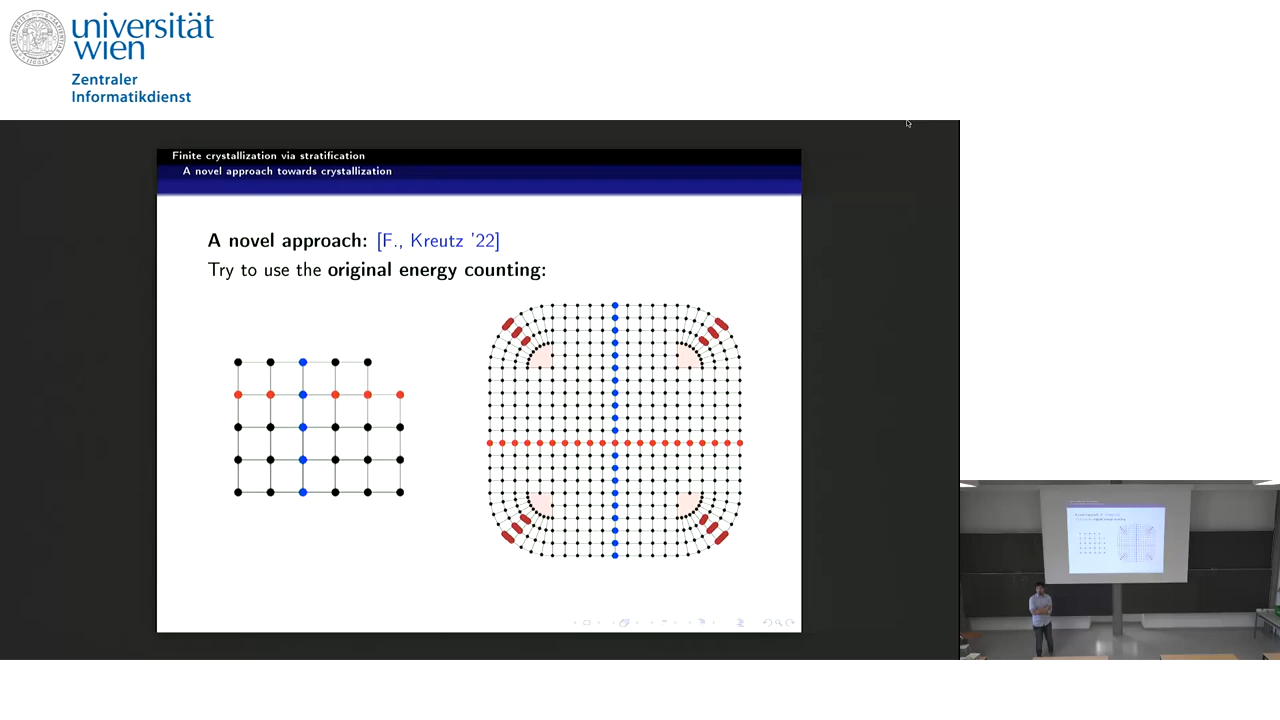 universität
wien
Zentraler
Informatikdienst
Finite crystallization via stratification
A novel approach towards crystallization
A novel approach: [F., Kreutz '22]
Try to use the original energy counting: